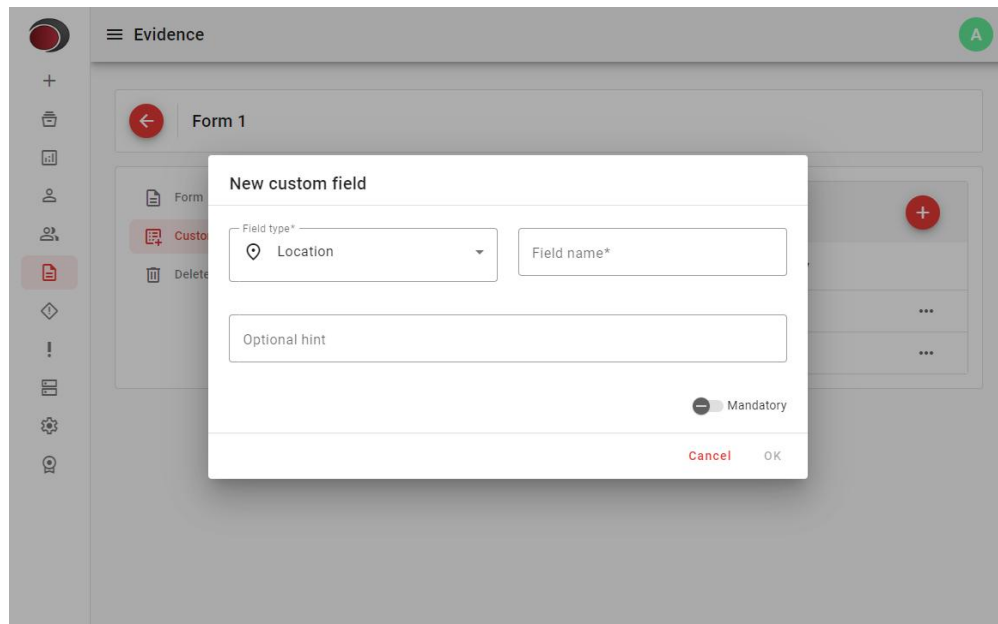 Evidence
A
Form 1
New custom field
Form
Field type*
Location
Field name*
Custo
Delete
Optional hint
Mandatory
Cancel OK